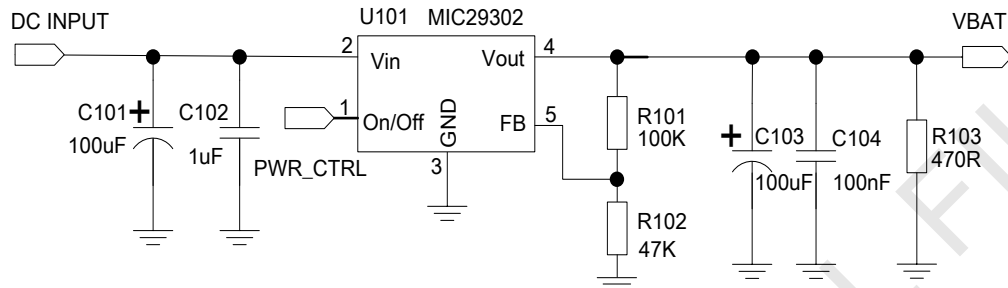 DC INPUT
U101 MIC29302
VBAT
2
Vin
Vout
4
C101
+
100uF
C102
1uF
1
On/Off
PWR_CTRL
GND
3
FB
5
R101
100K
R102
47K
+
C103
100uF
C104
100nF
R103
470R